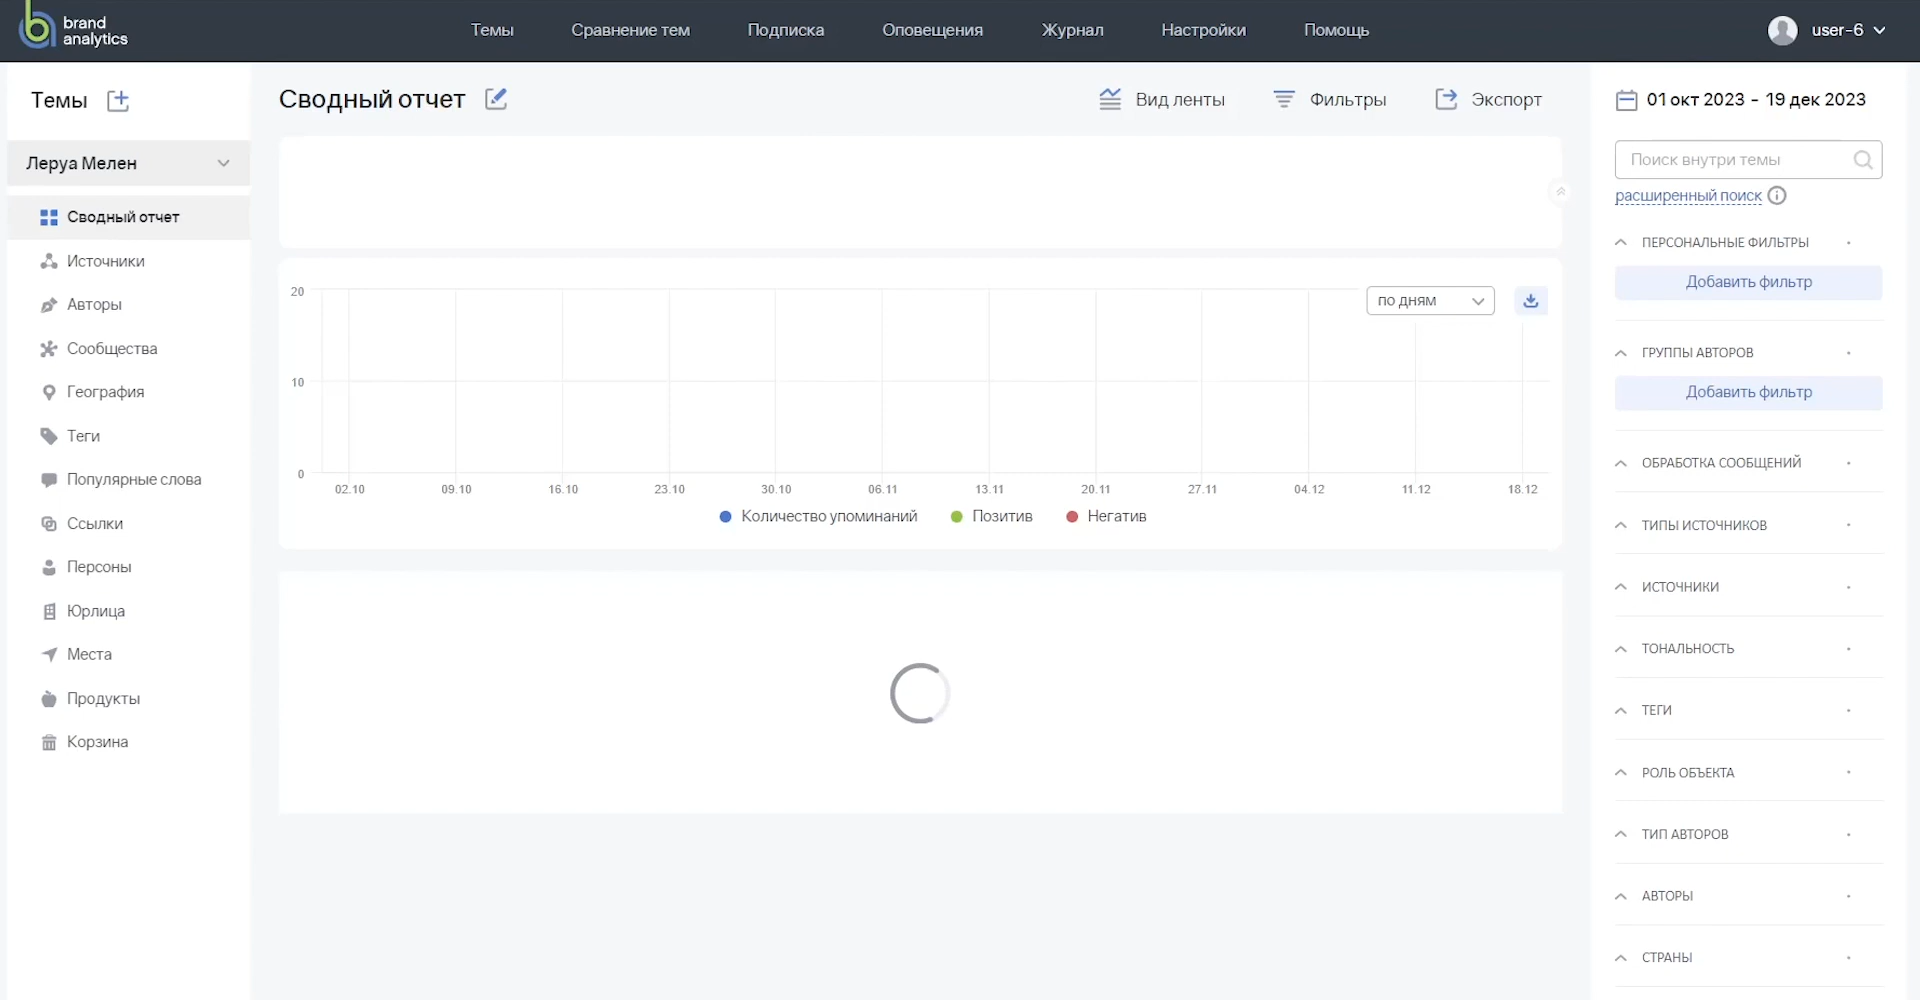 brand
analytics
Темы
Сравнение тем
Подписка
Оповещения
Журнал
Настройки
Помощь
user-6
Темы
Леруа Мелен
Сводный отчет
Источники
Авторы
Сообщества
География
Теги
Популярные слова
Ссылки
Персоны
Юрлица
Места
Продукты
Корзина
Сводный отчет
Вид ленты
Фильтры
Экспорт
20
10
0
по дням
02.10 09.10 16.10 23.10 30.10 06.11 13.11 20.11 27.11 04.12 11.12 18.12
Количество упоминаний Позитив Негатив
01 окт 2023 - 19 дек 2023
Поиск внутри темы
расширенный поиск
ПЕРСОНАЛЬНЫЕ ФИЛЬТРЫ
Добавить фильтр
ГРУППЫ АВТОРОВ
Добавить фильтр
ОБРАБОТКА СООБЩЕНИЙ
ТИПЫ ИСТОЧНИКОВ
ИСТОЧНИКИ
ТОНАЛЬНОСТЬ
ТЕГИ
РОЛЬ ОБЪЕКТА
ТИП АВТОРОВ
АВТОРЫ
СТРАНЫ